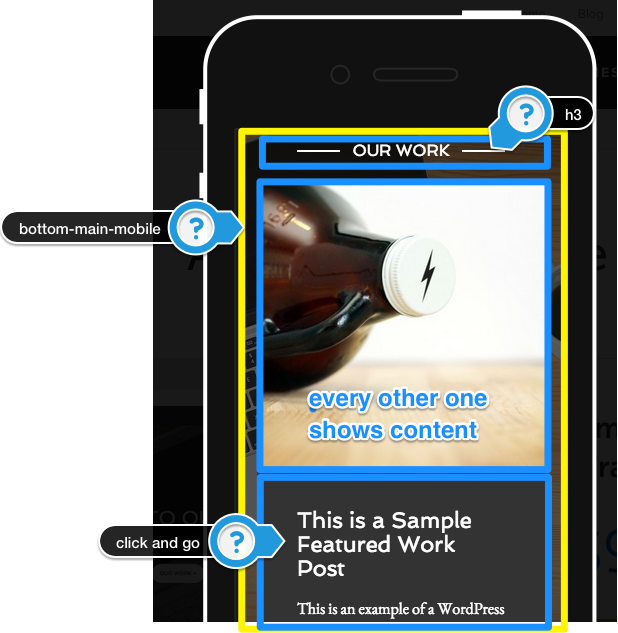 Blog
h3
OUR WORK
bottom-main-mobile
every other one
shows content
This is a Sample
Featured Work
Post
click and go
This is an example of a WordPress